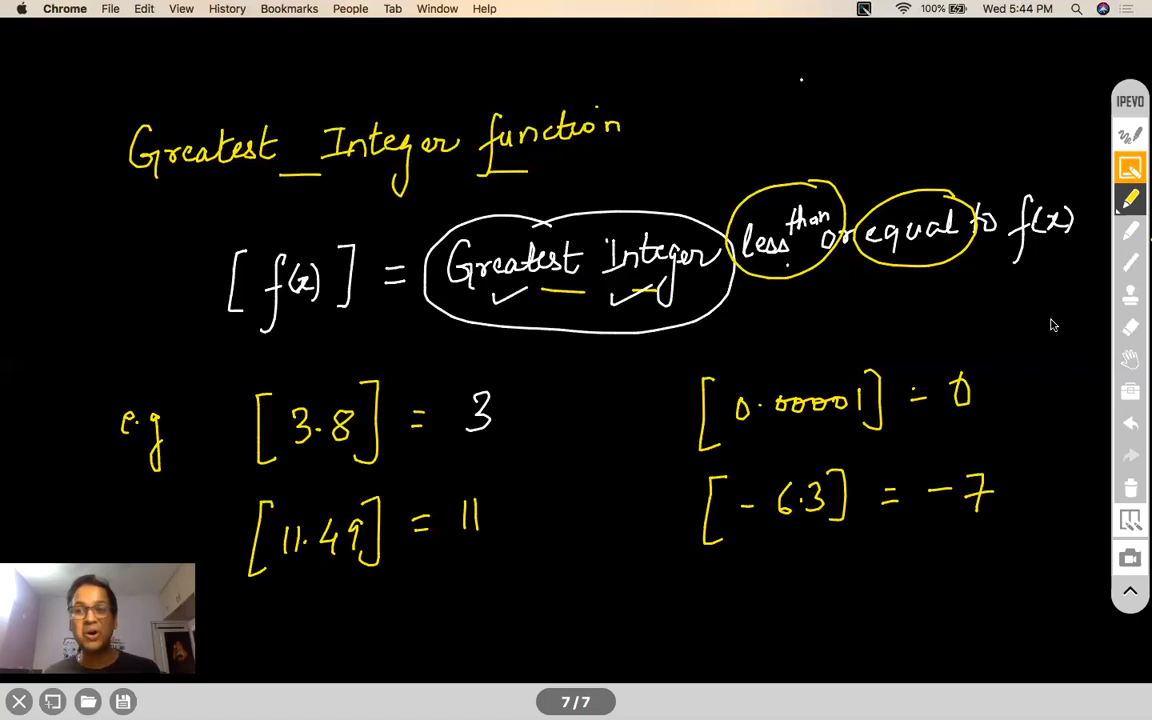 Chrome File Edit View History Bookmarks People Tab Window Help 100% Wed 5:44 PM
IPEVO
Greatest Integer function
[f(x)] = Greatest Integer less than or equal to f(x)
e.g [3.8] = 3 [0.00001] = 0
[11.49] = 11 [-6.3] = -7
7 / 7